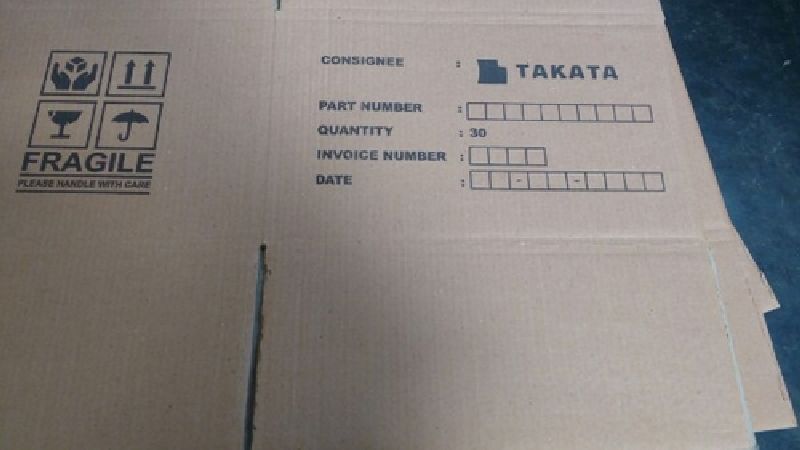 CONSIGNEE : TAKATA
PART NUMBER :
QUANTITY : 30
INVOICE NUMBER :
DATE : - -
FRAGILE
PLEASE HANDLE WITH CARE